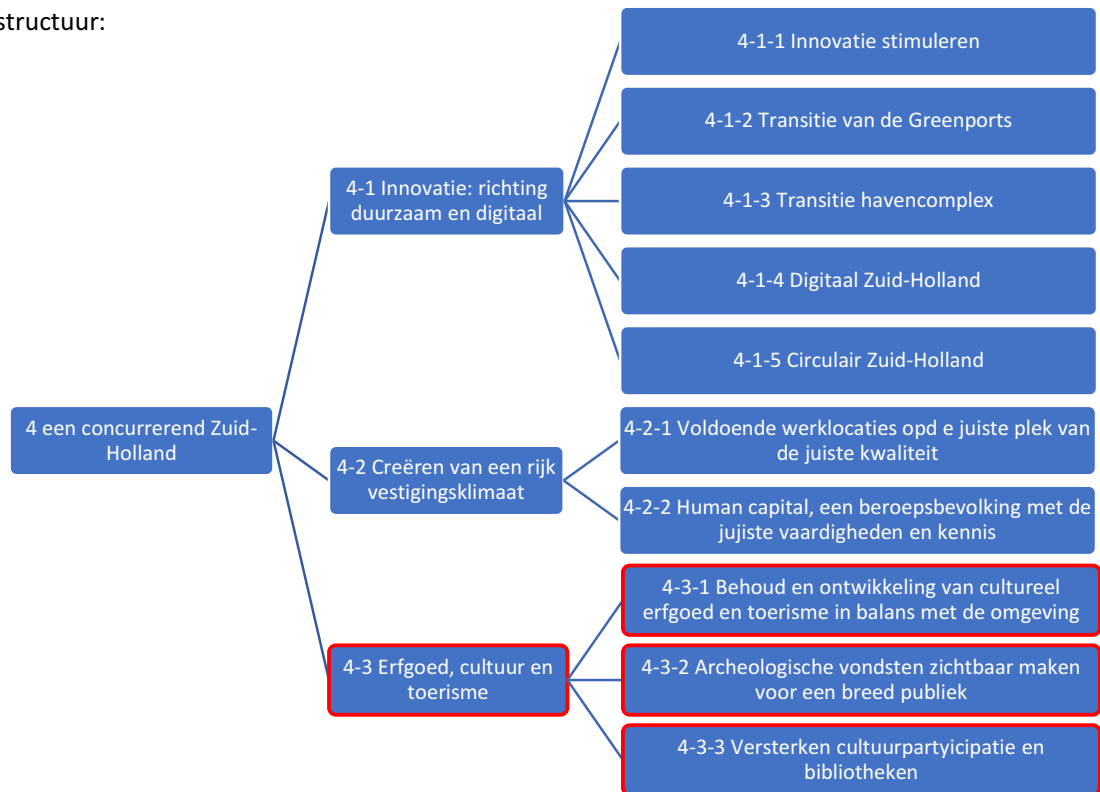 structuur:
4 een concurrerend Zuid-
Holland
4-1 Innovatie: richting
duurzaam en digitaal
4-1-1 Innovatie stimuleren
4-1-2 Transitie van de Greenports
4-1-3 Transitie havencomplex
4-1-4 Digitaal Zuid-Holland
4-1-5 Circulair Zuid-Holland
4-2 Creëren van een rijk
vestigingsklimaat
4-2-1 Voldoende werklocaties opd e juiste plek van
de juiste kwaliteit
4-2-2 Human capital, een beroepsbevolking met de
jujiste vaardigheden en kennis
4-3 Erfgoed, cultuur en
toerisme
4-3-1 Behoud en ontwikkeling van cultureel
erfgoed en toerisme in balans met de omgeving
4-3-2 Archeologische vondsten zichtbaar maken
voor een breed publiek
4-3-3 Versterken cultuurpartyicipatie en
bibliotheken